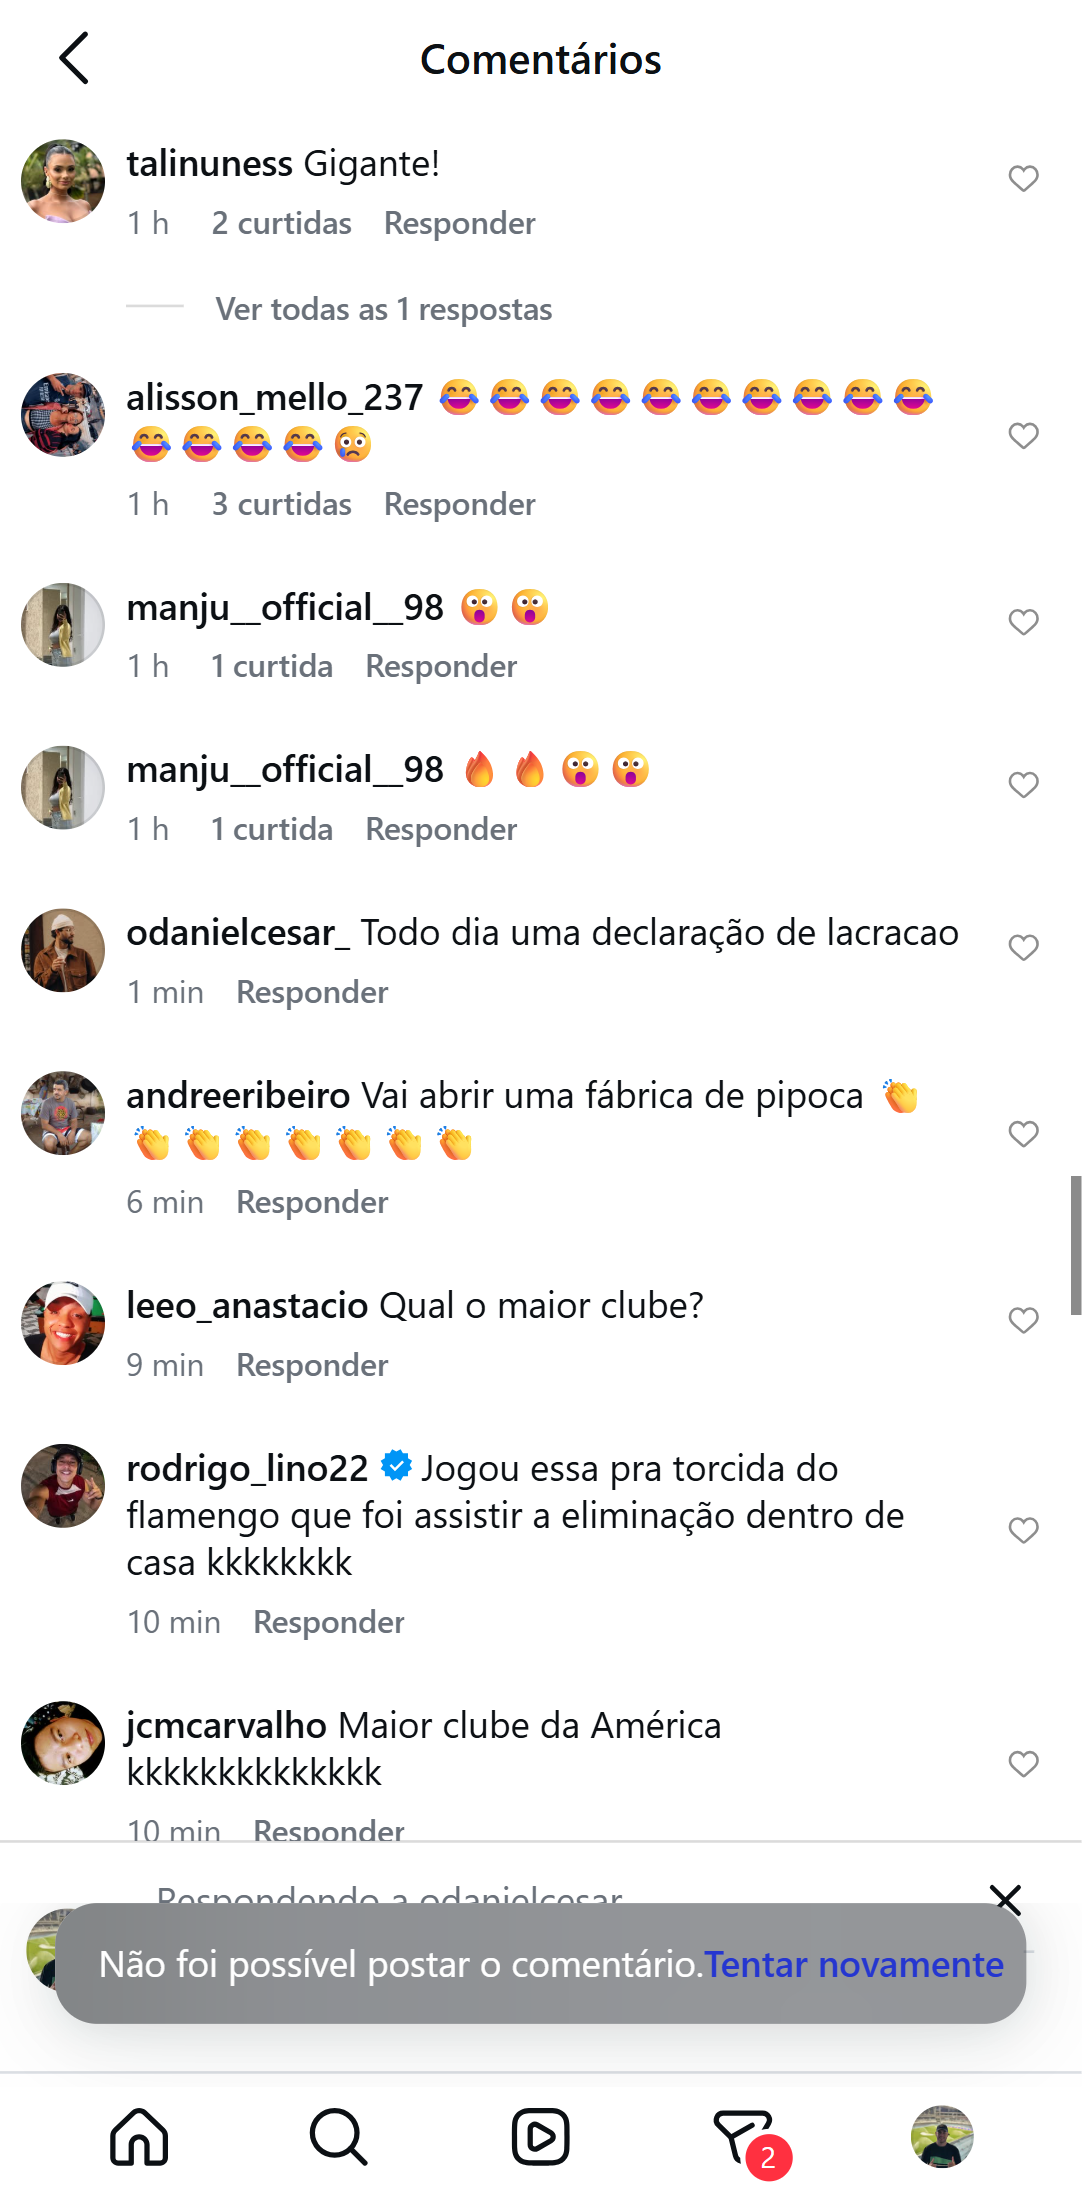 Comentários
talinuness Gigante!
1 h 2 curtidas Responder
Ver todas as 1 respostas
alisson_mello_237 😂😂😂😂😂😂😂😂😂😂
😂😂😂😂😢
1 h 3 curtidas Responder
manju__official__98 😲😲
1 h 1 curtida Responder
manju__official__98 🔥🔥😲😲
1 h 1 curtida Responder
odanielcesar_ Todo dia uma declaração de lacracao
1 min Responder
andreeribeiro Vai abrir uma fábrica de pipoca 👏
👏👏👏👏👏👏👏
6 min Responder
leeo_anastacio Qual o maior clube?
9 min Responder
rodrigo_lino22 Jogou essa pra torcida do
flamengo que foi assistir a eliminação dentro de
casa kkkkkkkk
10 min Responder
jcmcarvalho Maior clube da América
kkkkkkkkkkkkkk
10 min Responder
Respondendo a odanielcesar_
Não foi possível postar o comentário.Tentar novamente
2